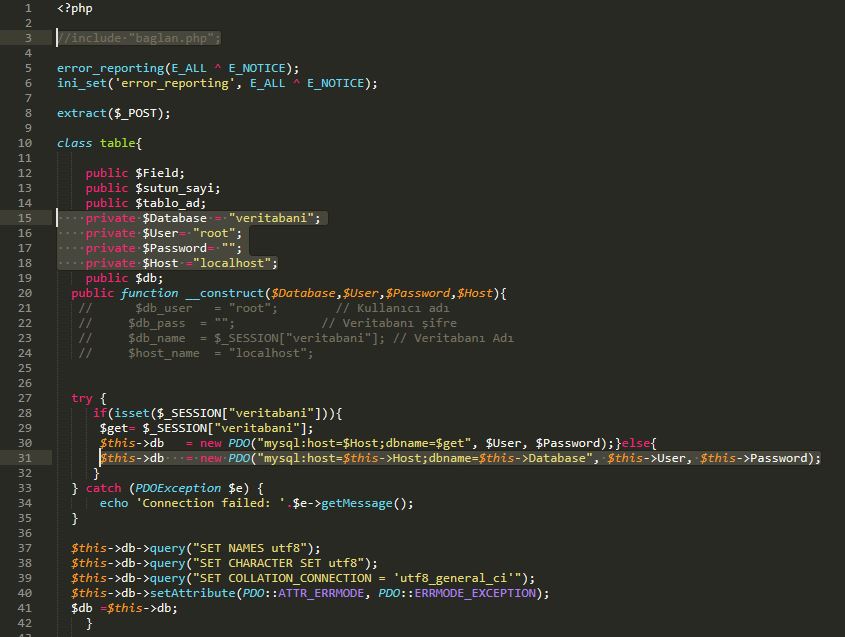 1 <?php
2
3 //include "baglan.php";
4
5 error_reporting(E_ALL ^ E_NOTICE);
6 ini_set('error_reporting', E_ALL ^ E_NOTICE);
7
8 extract($_POST);
9
10 class table{
11
12 public $Field;
13 public $sutun_sayi;
14 public $tablo_ad;
15 private $Database = "veritabani";
16 private $User= "root";
17 private $Password= "";
18 private $Host ="localhost";
19 public $db;
20 public function __construct($Database,$User,$Password,$Host){
21 // $db_user = "root"; // Kullanıcı adı
22 // $db_pass = ""; // Veritabanı şifre
23 // $db_name = $_SESSION["veritabani"]; // Veritabanı Adı
24 // $host_name = "localhost";
25
26
27 try {
28 if(isset($_SESSION["veritabani"])){
29 $get= $_SESSION["veritabani"];
30 $this->db = new PDO("mysql:host=$Host;dbname=$get", $User, $Password);}else{
31 $this->db = new PDO("mysql:host=$this->Host;dbname=$this->Database", $this->User, $this->Password);
32 }
33 } catch (PDOException $e) {
34 echo 'Connection failed: '.$e->getMessage();
35 }
36
37 $this->db->query("SET NAMES utf8");
38 $this->db->query("SET CHARACTER SET utf8");
39 $this->db->query("SET COLLATION_CONNECTION = 'utf8_general_ci'");
40 $this->db->setAttribute(PDO::ATTR_ERRMODE, PDO::ERRMODE_EXCEPTION);
41 $db =$this->db;
42 }